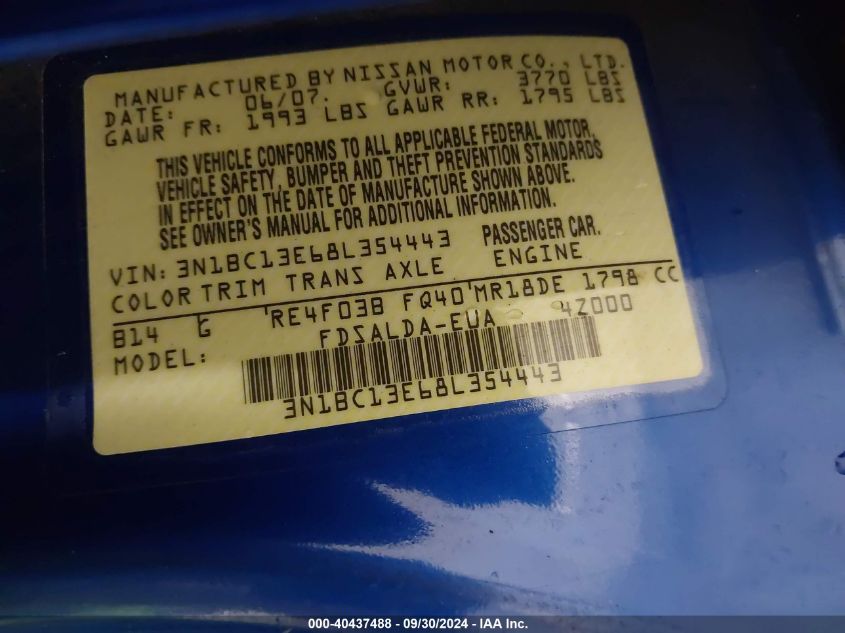 MANUFACTURED BY NISSAN MOTOR CO., LTD.
DATE: 06/07. GVWR: 3770 LBS
GAWR FR: 1993 LBS GAWR RR: 1795 LBS
THIS VEHICLE CONFORMS TO ALL APPLICABLE FEDERAL MOTOR.
VEHICLE SAFETY, BUMPER AND THEFT PREVENTION STANDARDS
IN EFFECT ON THE DATE OF MANUFACTURE SHOWN ABOVE.
SEE OWNER'S MANUAL FOR ADDITIONAL INFORMATION.
VIN: 3N1BC13E68L354443 PASSENGER CAR.
COLOR TRIM TRANS AXLE ENGINE
B14 G RE4F03B FQ40 MR18DE 1798 CC
MODEL: FDSALDA-EUA 4Z000
3N1BC13E68L354443
000-40437488 - 09/30/2024 - IAA Inc.